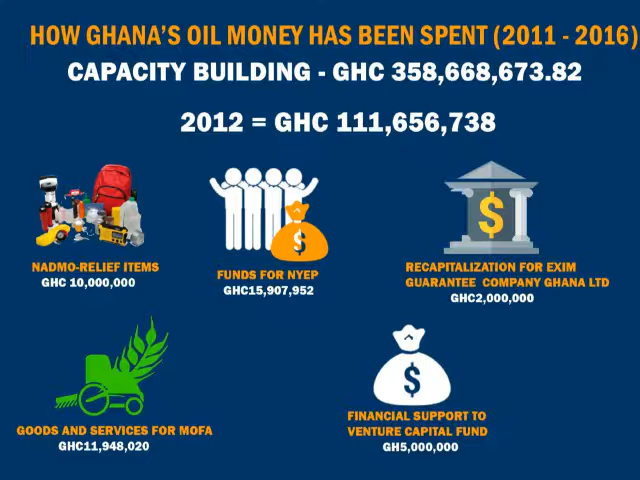 HOW GHANA'S OIL MONEY HAS BEEN SPENT (2011 - 2016)
CAPACITY BUILDING - GHC 358,668,673.82
2012 = GHC 111,656,738
NADMO-RELIEF ITEMS
GHC 10,000,000
FUNDS FOR NYEP
GHC15,907,952
RECAPITALIZATION FOR EXIM
GUARANTEE COMPANY GHANA LTD
GHC2,000,000
GOODS AND SERVICES FOR MOFA
GHC11,948,020
FINANCIAL SUPPORT TO
VENTURE CAPITAL FUND
GH5,000,000